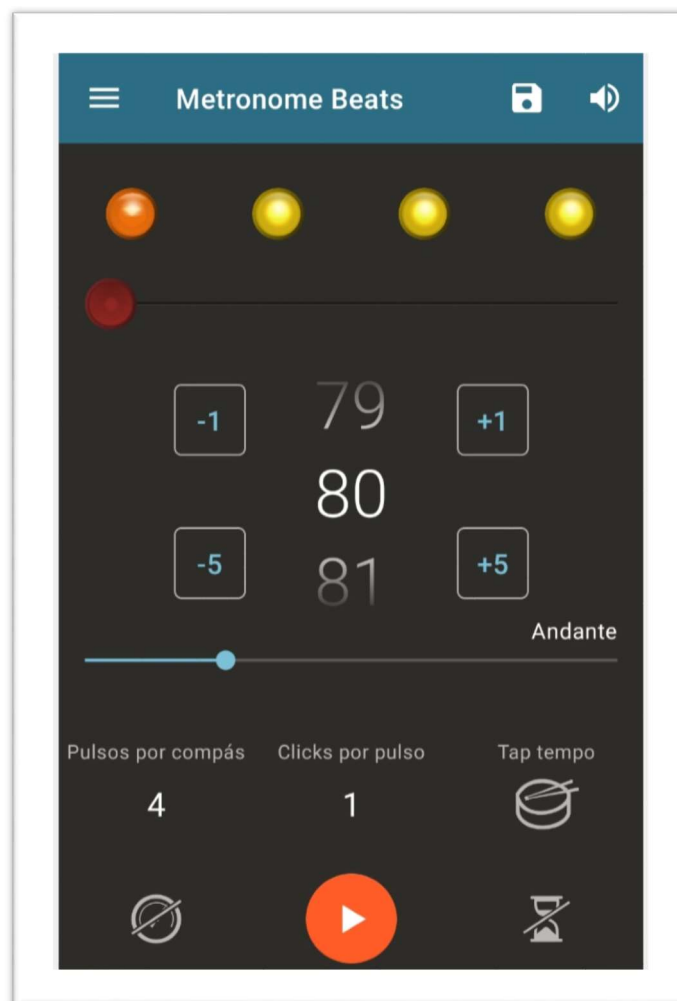 Metronome Beats
79
-1
+1
80
-5
81
+5
Andante
Pulsos por compás
Clicks por pulso
Tap tempo
4
1